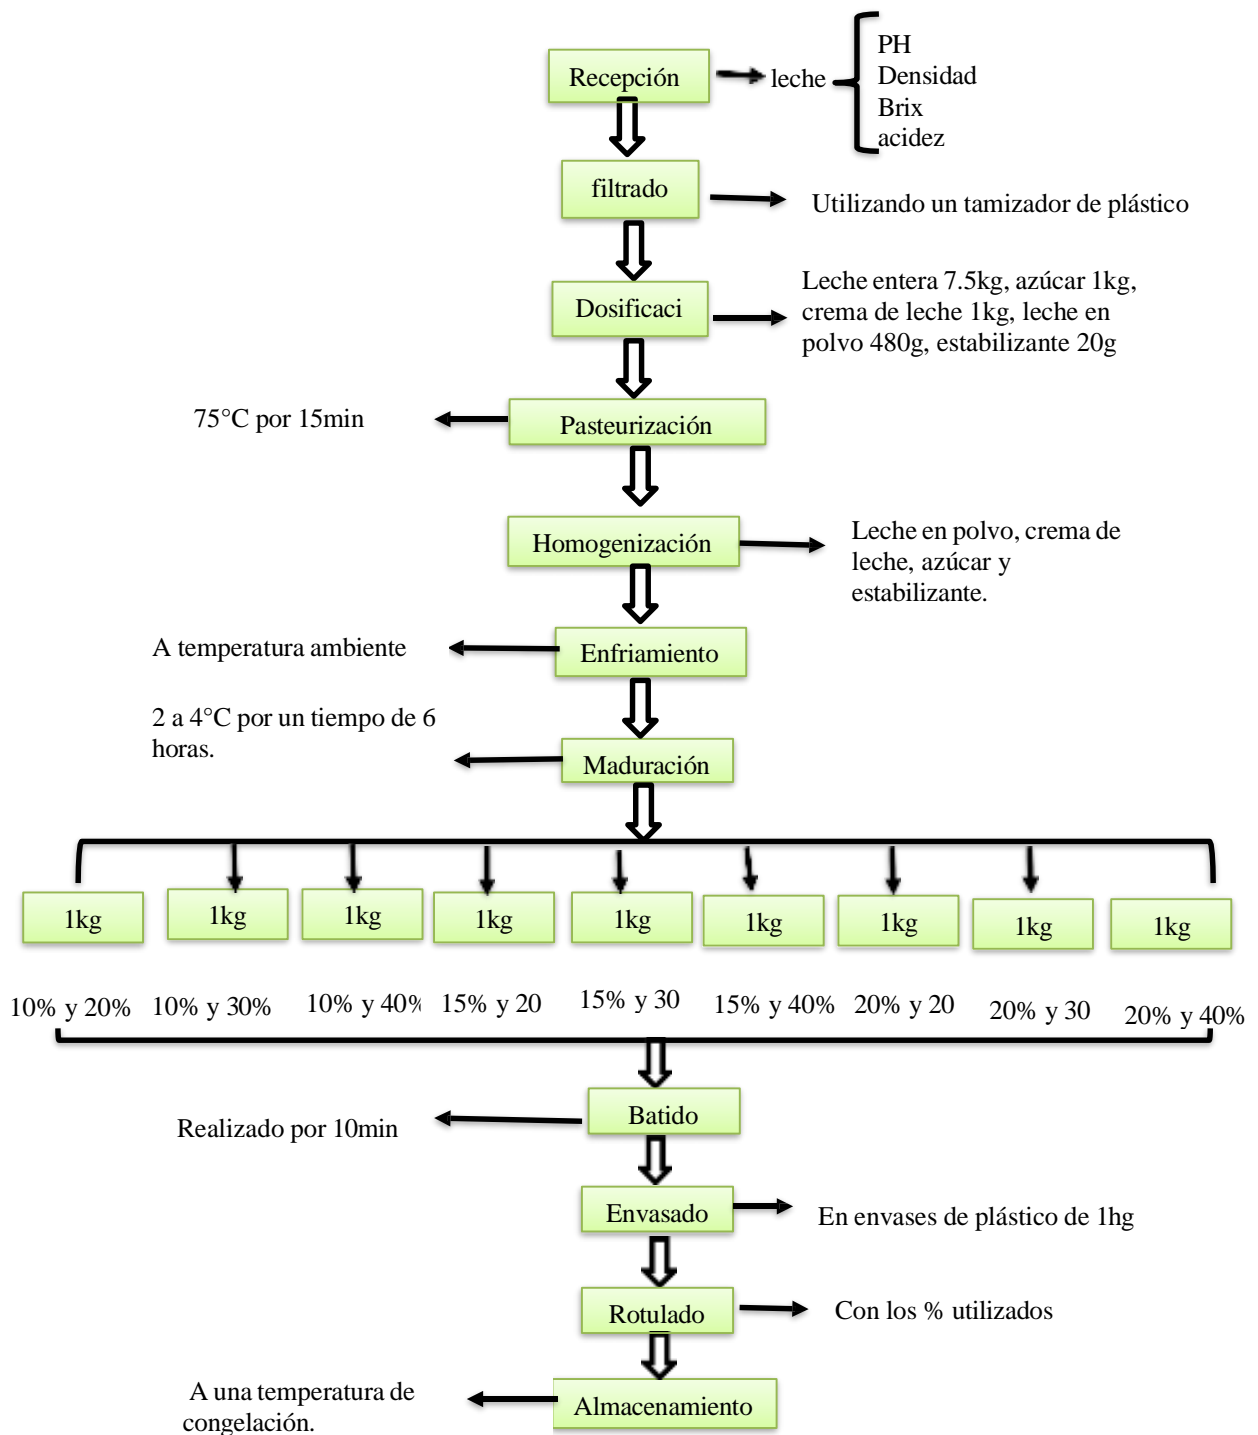 Recepción
leche
PH
Densidad
Brix
acidez
filtrado
Utilizando un tamizador de plástico
Dosificaci
Leche entera 7.5kg, azúcar 1kg,
crema de leche 1kg, leche en
polvo 480g, estabilizante 20g
75°C por 15min
Pasteurización
Homogenización
Leche en polvo, crema de
leche, azúcar y
estabilizante.
A temperatura ambiente
Enfriamiento
2 a 4°C por un tiempo de 6
horas.
Maduración
1kg 1kg 1kg 1kg 1kg 1kg 1kg 1kg 1kg
10% y 20% 10% y 30% 10% y 40% 15% y 20 15% y 30 15% y 40% 20% y 20 20% y 30 20% y 40%
Batido
Realizado por 10min
Envasado
En envases de plástico de 1hg
Rotulado
Con los % utilizados
A una temperatura de
congelación.
Almacenamiento